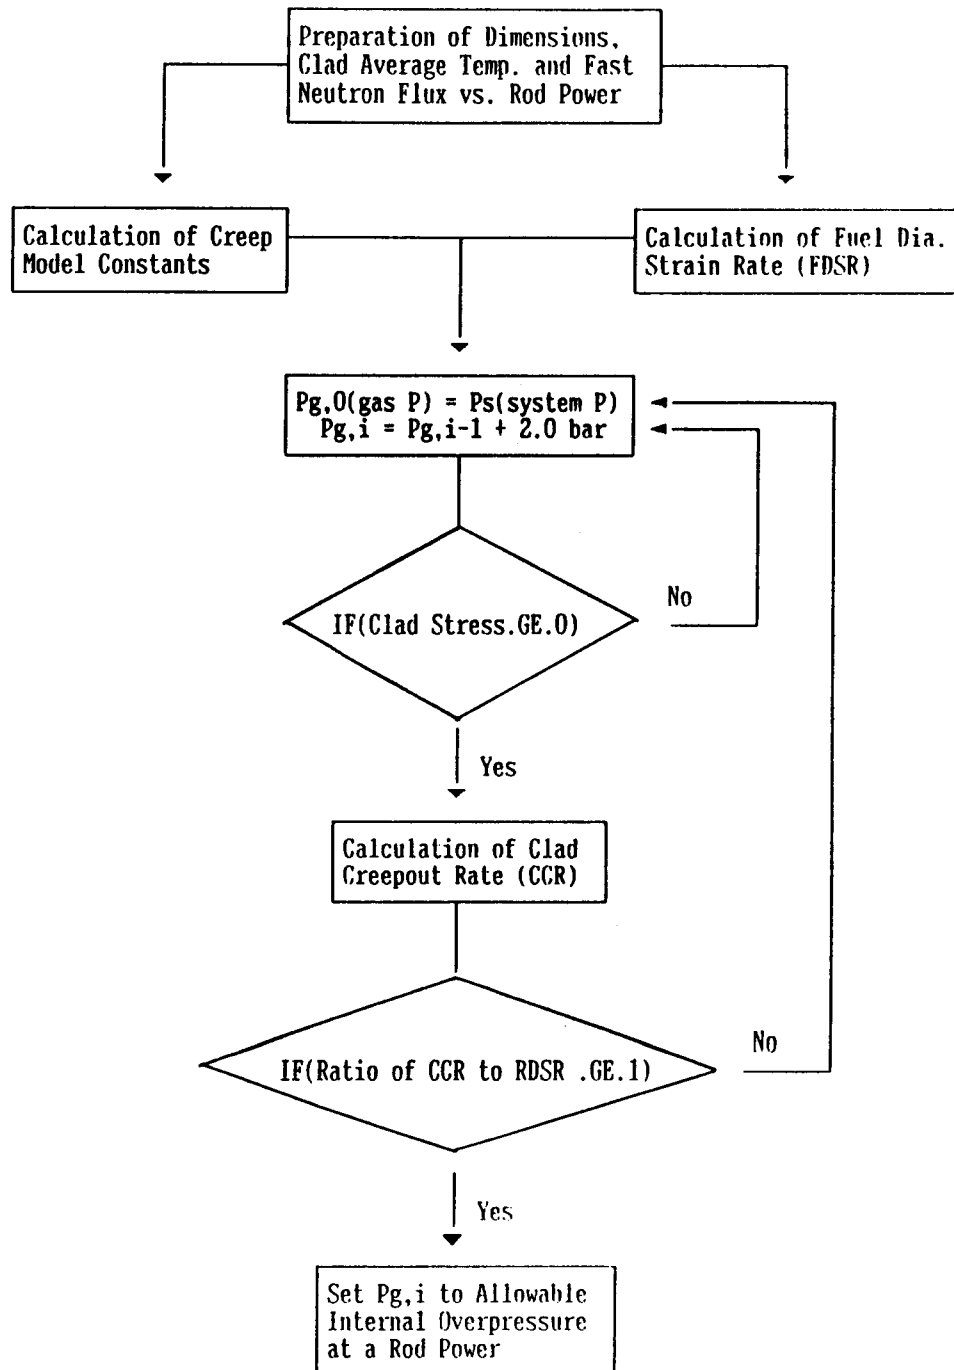 Preparation of Dimensions,
Clad Average Temp. and Fast
Neutron Flux vs. Rod Power
Calculation of Creep
Model Constants
Calculation of Fuel Dia.
Strain Rate (FDSR)
Pg,0(gas P) = Ps(system P)
Pg,i = Pg,i-1 + 2.0 bar
IF(Clad Stress.GE.0)
No
Yes
Calculation of Clad
Creepout Rate (CCR)
IF(Ratio of CCR to RDSR .GE.1)
No
Yes
Set Pg,i to Allowable
Internal Overpressure
at a Rod Power